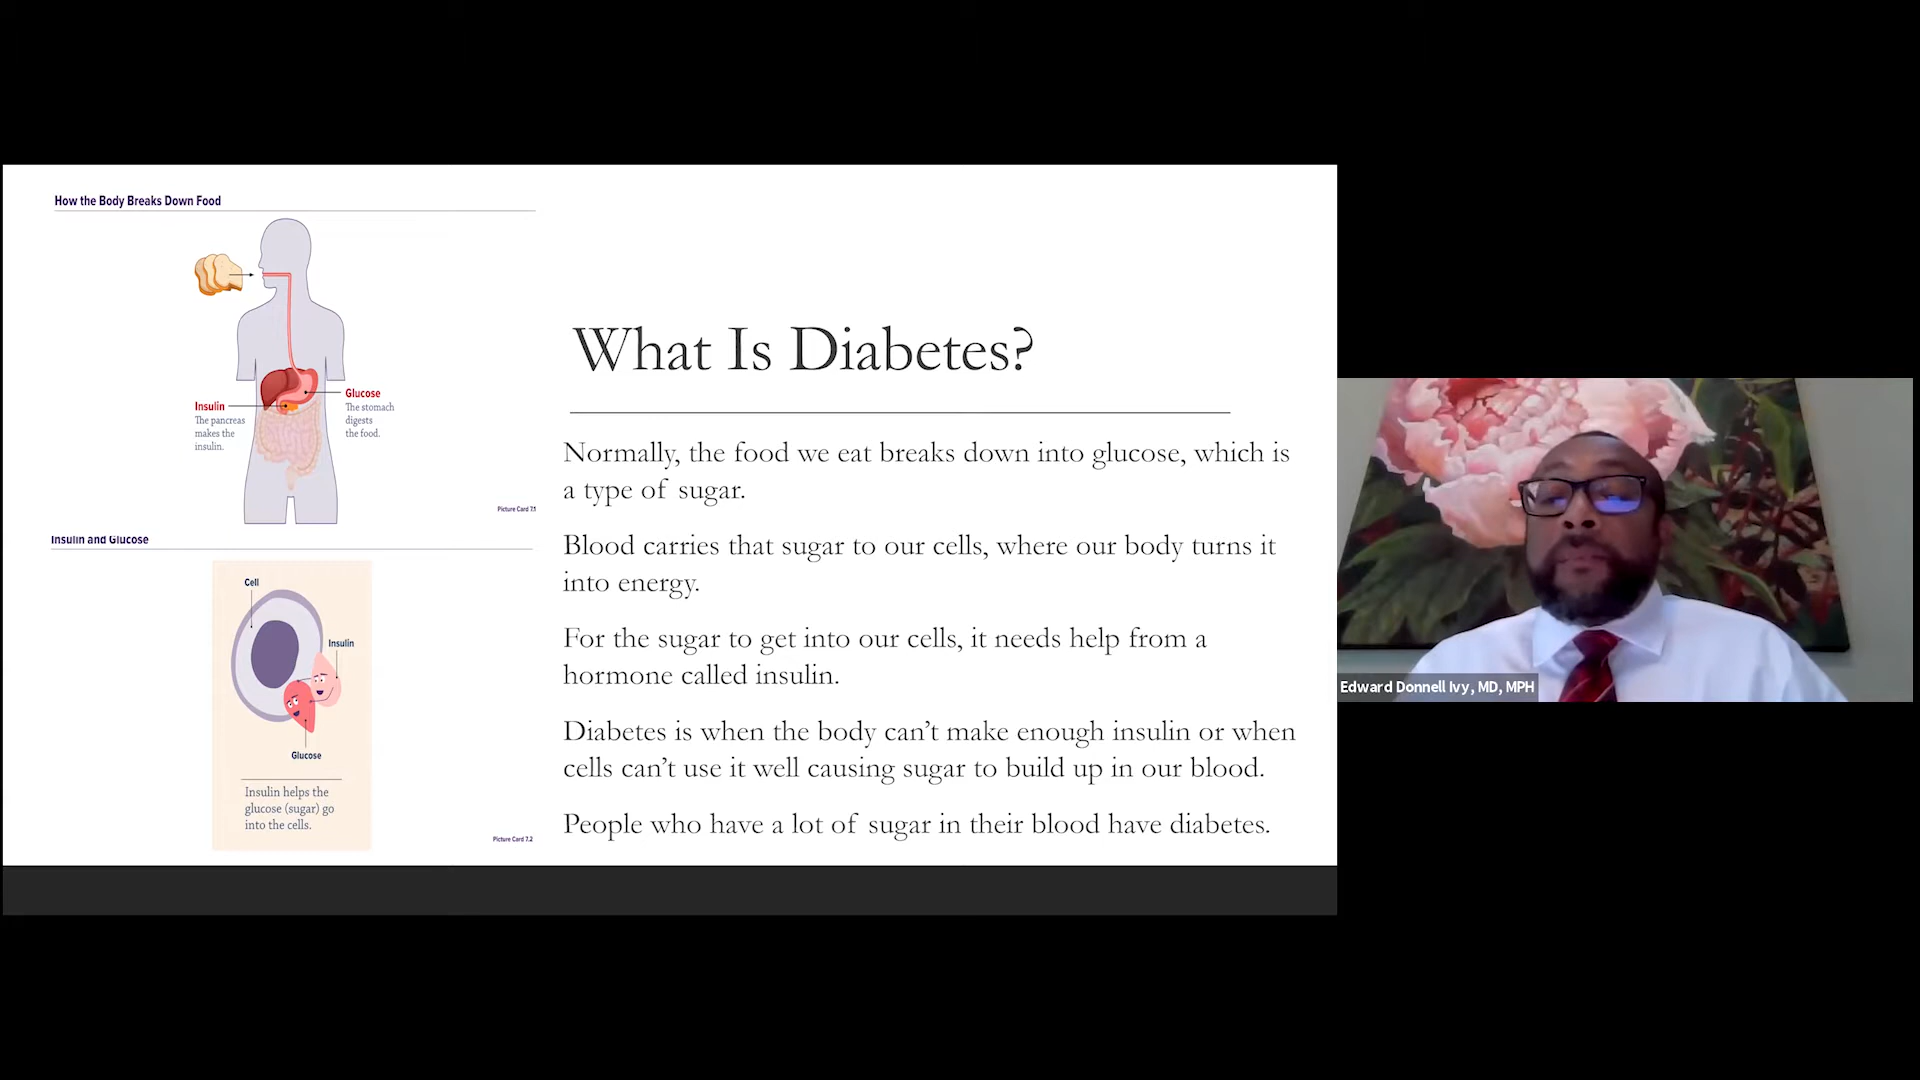 How the Body Breaks Down Food
Insulin
The pancreas
makes the
insulin.
Glucose
The stomach
digests
the food.
Picture Card 7.1
Insulin and Glucose
Cell
Insulin
Glucose
Insulin helps the
glucose (sugar) go
into the cells.
Picture Card 7.2
What Is Diabetes?
Normally, the food we eat breaks down into glucose, which is
a type of sugar.
Blood carries that sugar to our cells, where our body turns it
into energy.
For the sugar to get into our cells, it needs help from a
hormone called insulin.
Diabetes is when the body can’t make enough insulin or when
cells can’t use it well causing sugar to build up in our blood.
People who have a lot of sugar in their blood have diabetes.
Edward Donnell Ivy, MD, MPH